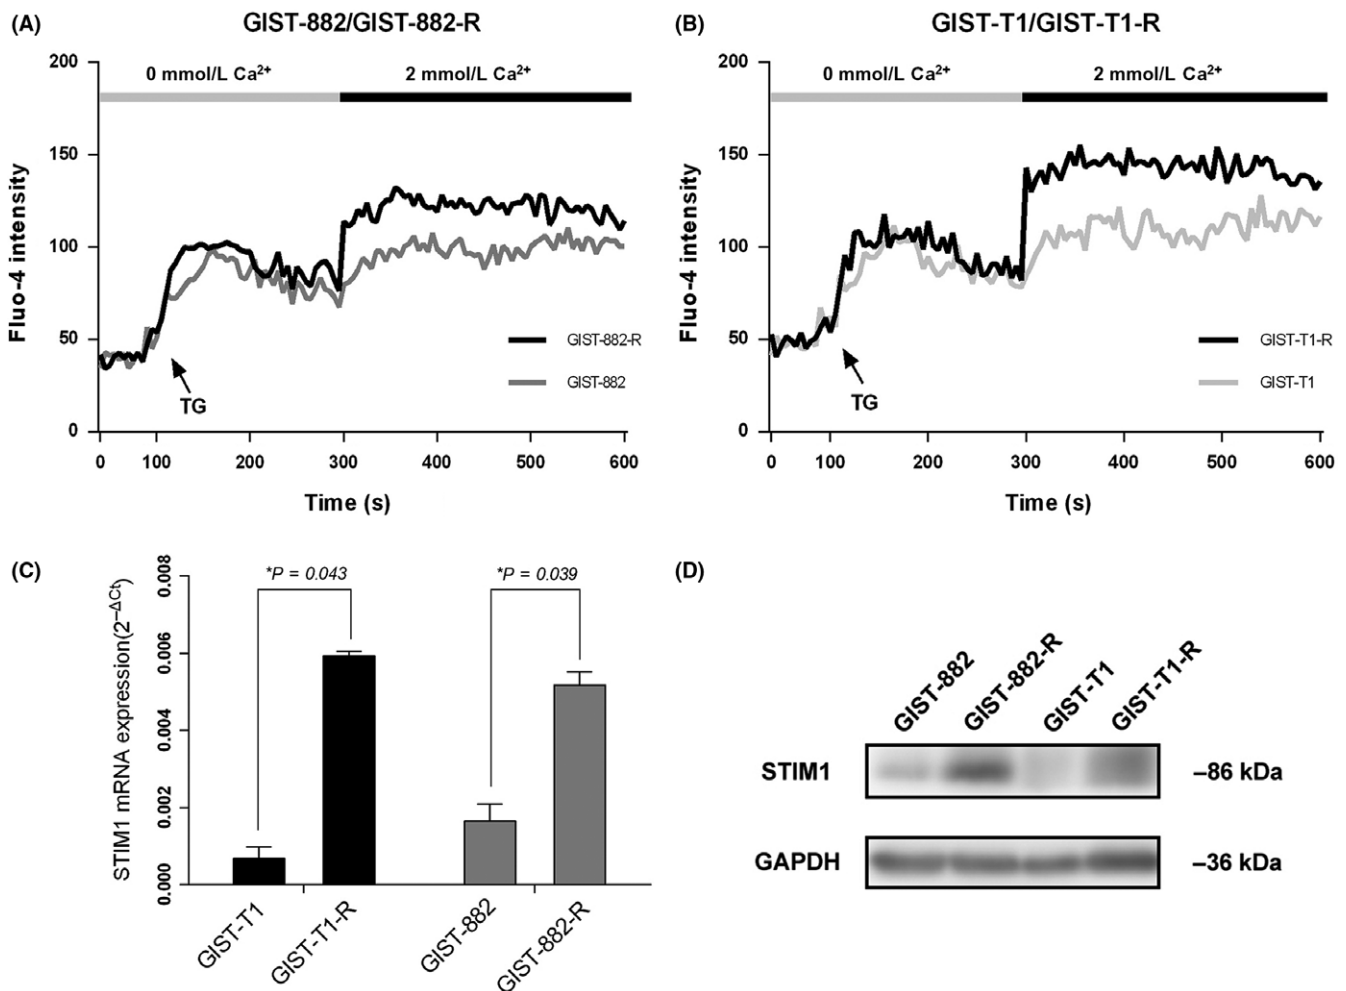 (A)
GIST-882/GIST-882-R
200
150
100
50
0
Fluo-4 intensity
0 mmol/L Ca²⁺
2 mmol/L Ca²⁺
TG
GIST-882-R
GIST-882
0 100 200 300 400 500 600
Time (s)
(B)
GIST-T1/GIST-T1-R
200
150
100
50
0
Fluo-4 intensity
0 mmol/L Ca²⁺
2 mmol/L Ca²⁺
TG
GIST-T1-R
GIST-T1
0 100 200 300 400 500 600
Time (s)
(C)
STIM1 mRNA expression(2⁻ΔCt)
0.008
0.006
0.004
0.002
0.000
*P = 0.043
*P = 0.039
GIST-T1
GIST-T1-R
GIST-882
GIST-882-R
(D)
GIST-882
GIST-882-R
GIST-T1
GIST-T1-R
STIM1
–86 kDa
GAPDH
–36 kDa